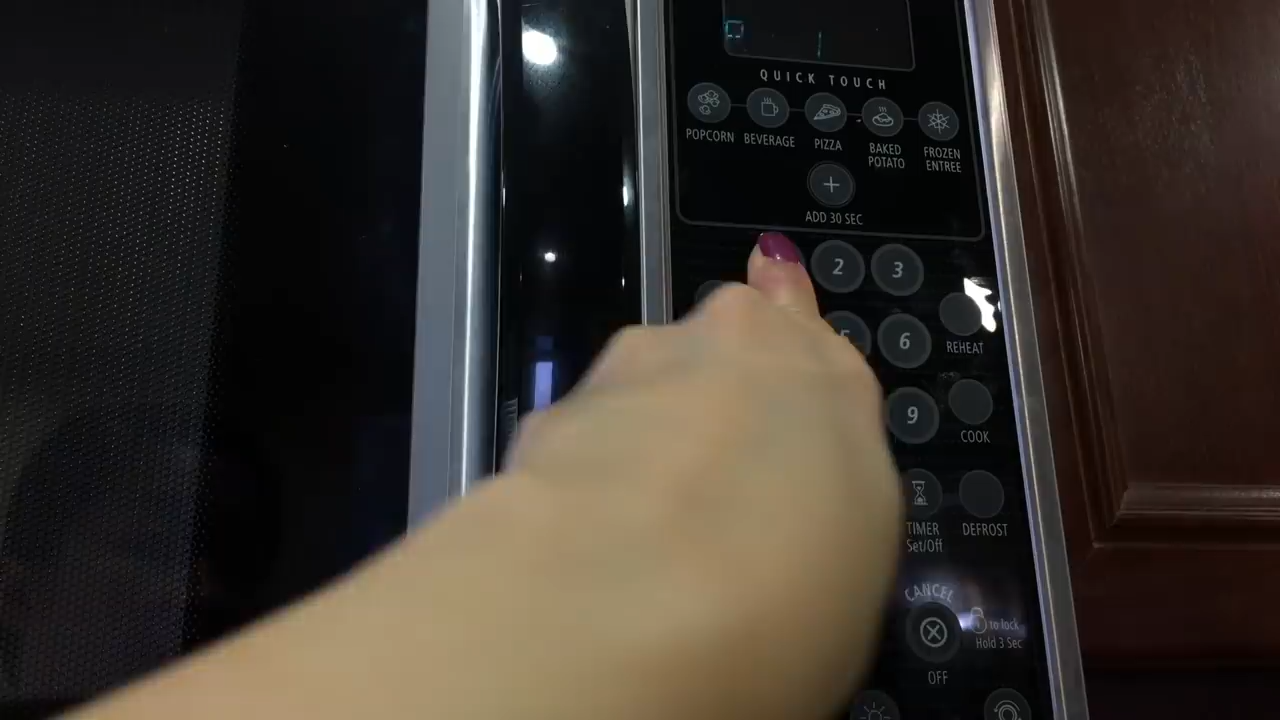 QUICK TOUCH
POPCORN BEVERAGE PIZZA BAKED POTATO FROZEN ENTREE
+
ADD 30 SEC
2 3
5 6
REHEAT
9
COOK
TIMER Set/Off
DEFROST
CANCEL
to lock
Hold 3 Sec
OFF